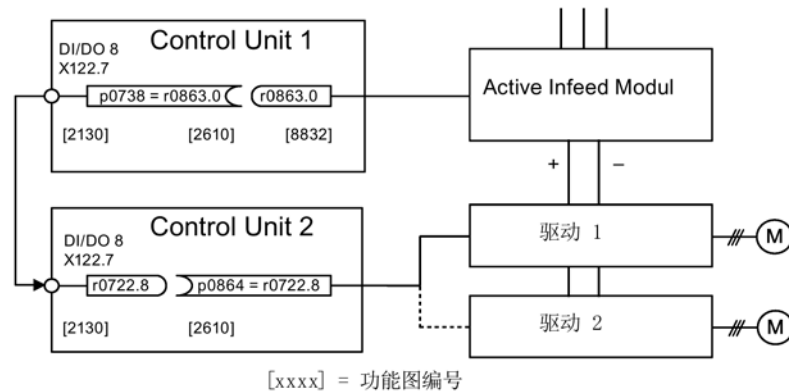 Control Unit 1
DI/DO 8
X122.7
p0738 = r0863.0
r0863.0
[2130]
[2610]
[8832]
Active Infeed Modul
+
−
Control Unit 2
DI/DO 8
X122.7
r0722.8
p0864 = r0722.8
[2130]
[2610]
驱动 1
M
驱动 2
M
[xxxx] = 功能图编号